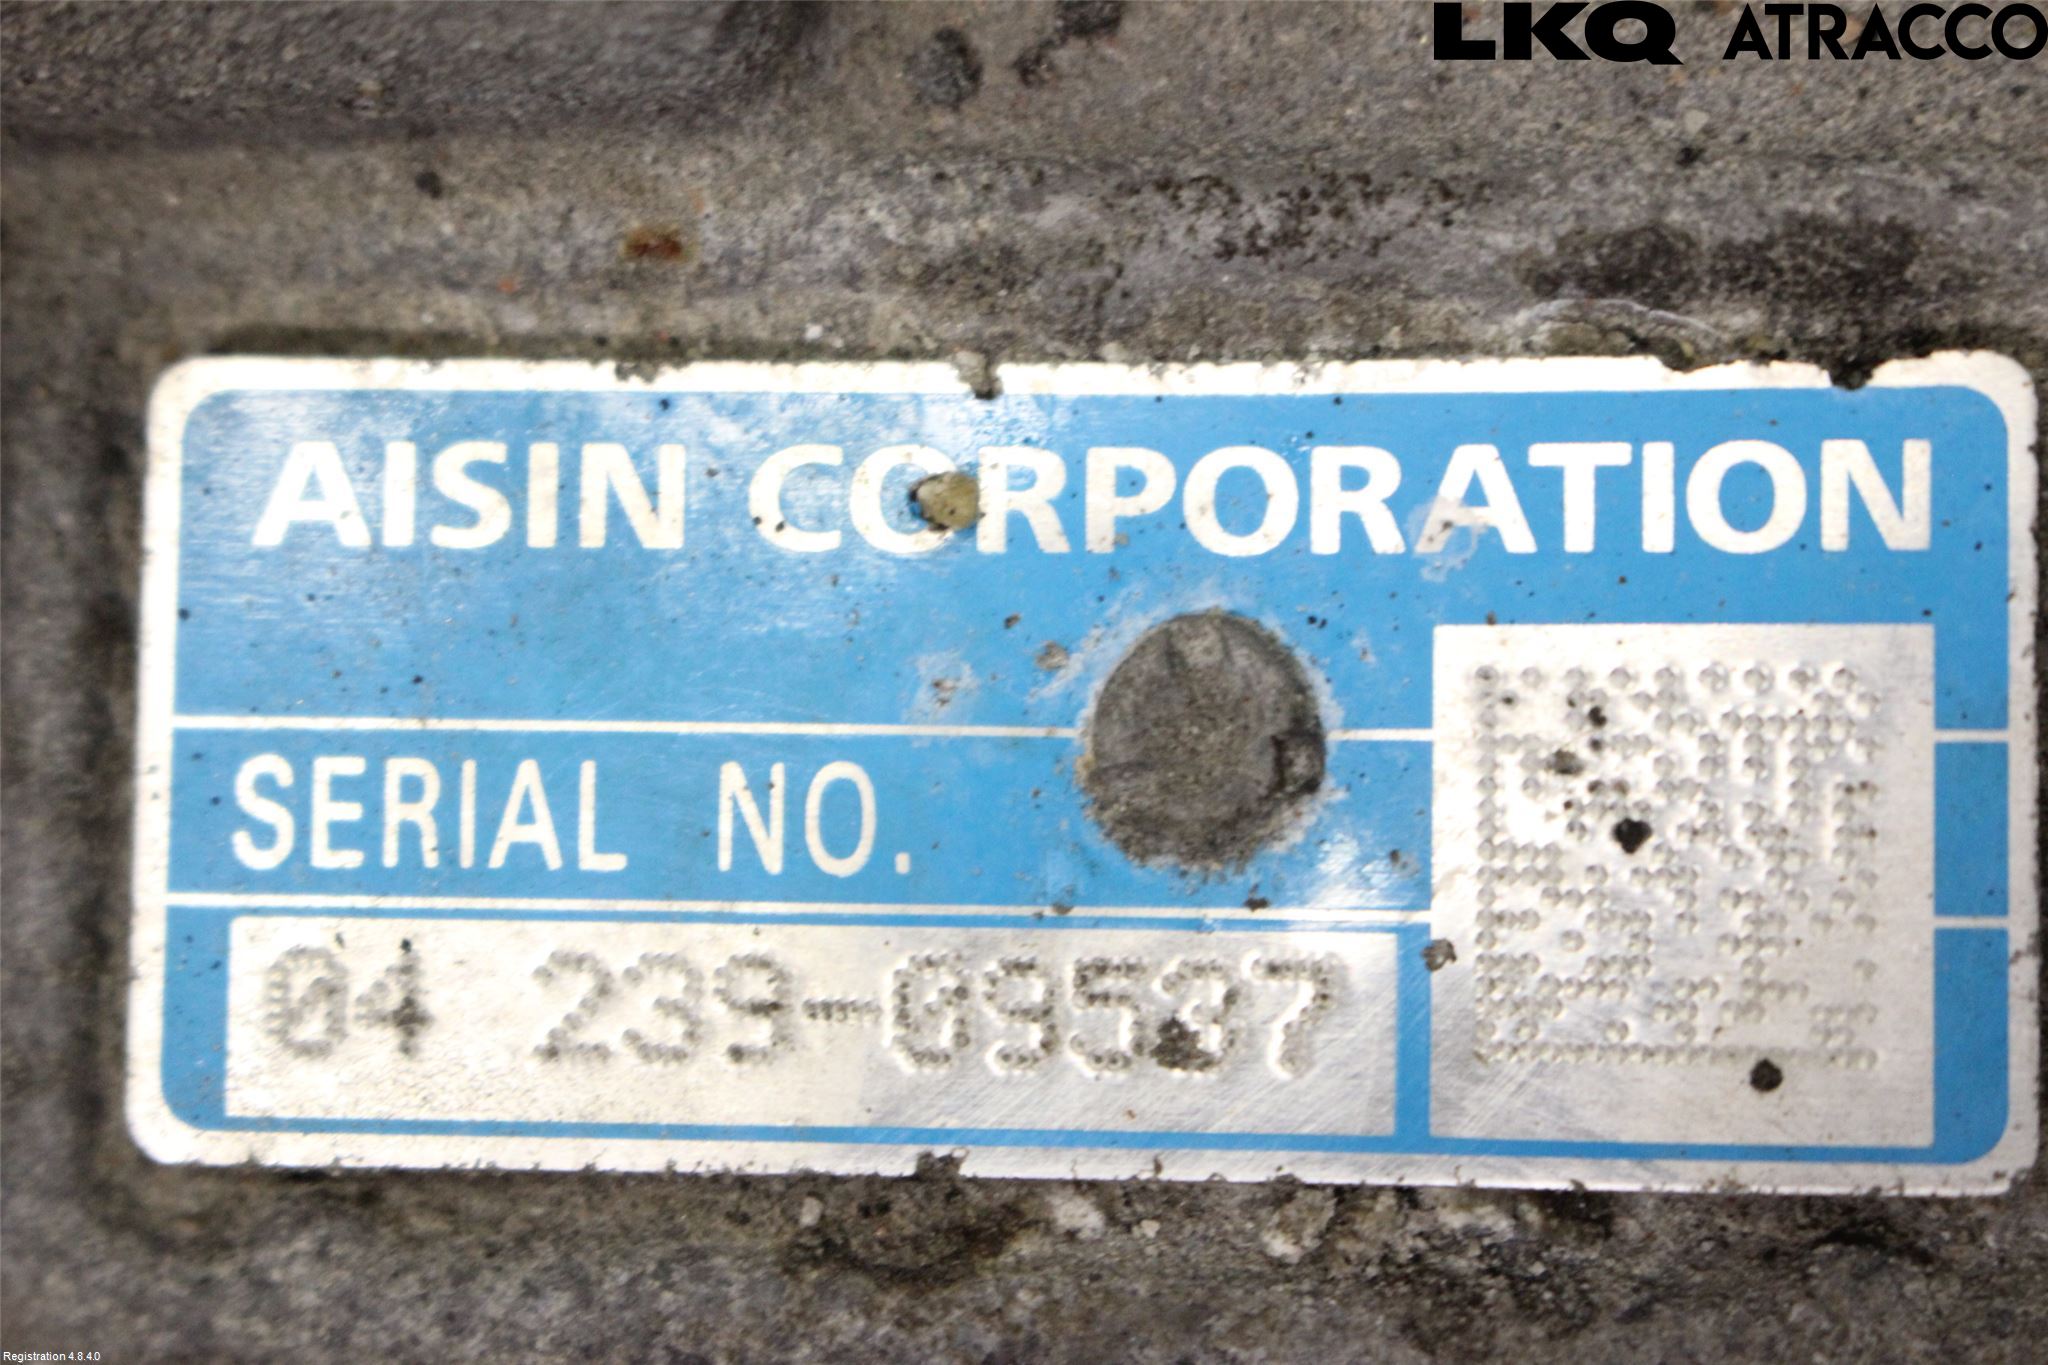 LKQ ATRACCO
AISIN CORPORATION
SERIAL NO.
04 239-09537
Registration 4.8.4.0